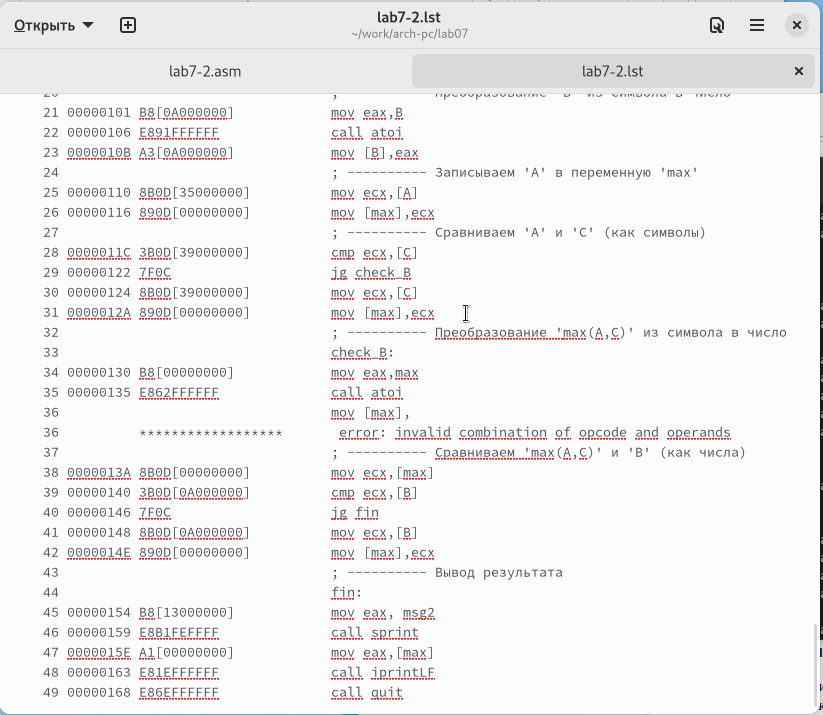 Открыть
lab7-2.lst
~/work/arch-pc/lab07
lab7-2.asm
lab7-2.lst
20 ; ---------- Преобразование 'B' из символа в число
21 00000101 B8[0A000000] mov eax,B
22 00000106 E891FFFFFF call atoi
23 0000010B A3[0A000000] mov [B],eax
24 ; ---------- Записываем 'A' в переменную 'max'
25 00000110 8B0D[35000000] mov ecx,[A]
26 00000116 890D[00000000] mov [max],ecx
27 ; ---------- Сравниваем 'A' и 'С' (как символы)
28 0000011C 3B0D[39000000] cmp ecx,[C]
29 00000122 7F0C jg check_B
30 00000124 8B0D[39000000] mov ecx,[C]
31 0000012A 890D[00000000] mov [max],ecx
32 ; ---------- Преобразование 'max(A,C)' из символа в число
33 check_B:
34 00000130 B8[00000000] mov eax,max
35 00000135 E862FFFFFF call atoi
36 mov [max],
36 ****************** error: invalid combination of opcode and operands
37 ; ---------- Сравниваем 'max(A,C)' и 'B' (как числа)
38 0000013A 8B0D[00000000] mov ecx,[max]
39 00000140 3B0D[0A000000] cmp ecx,[B]
40 00000146 7F0C jg fin
41 00000148 8B0D[0A000000] mov ecx,[B]
42 0000014E 890D[00000000] mov [max],ecx
43 ; ---------- Вывод результата
44 fin:
45 00000154 B8[13000000] mov eax, msg2
46 00000159 E8B1FEFFFF call sprint
47 0000015E A1[00000000] mov eax,[max]
48 00000163 E81EFFFFFF call iprintLF
49 00000168 E86EFFFFFF call quit